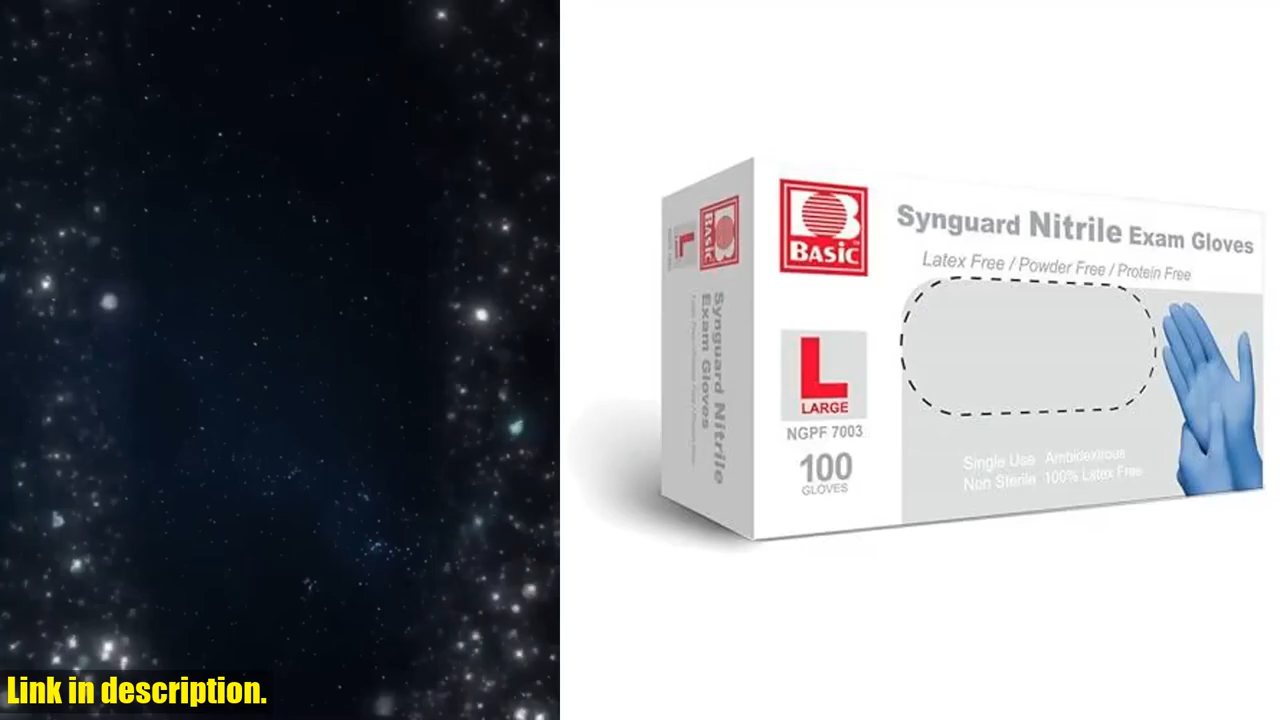 BASIC
Synguard Nitrile Exam Gloves
Latex Free / Powder Free / Protein Free
L
LARGE
NGPF 7003
100
GLOVES
Single Use Ambidextrous
Non Sterile 100% Latex Free
BASIC
L
Synguard Nitrile
Exam Gloves
Link in description.